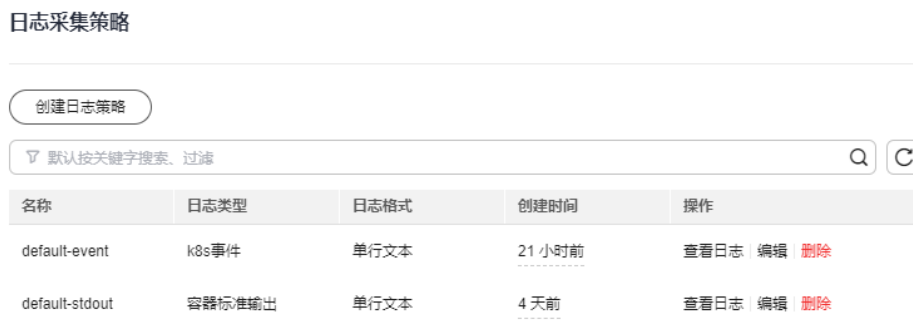 日志采集策略
创建日志策略
默认按关键字搜索、过滤
名称 日志类型 日志格式 创建时间 操作
default-event k8s事件 单行文本 21 小时前 查看日志 编辑 删除
default-stdout 容器标准输出 单行文本 4 天前 查看日志 编辑 删除